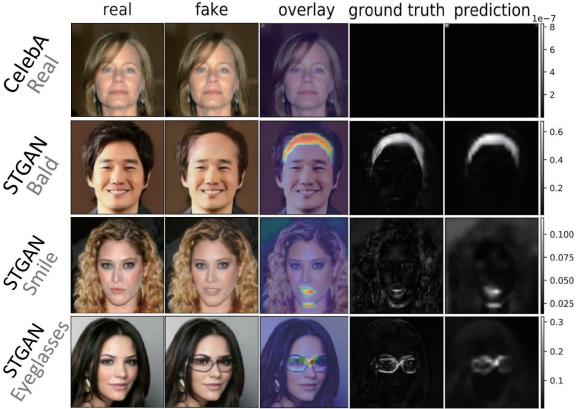 real fake overlay ground truth prediction
1e−7
CelebA
Real
8
6
4
2
STGAN
Bald
0.6
0.4
0.2
STGAN
Smile
0.100
0.075
0.050
0.025
STGAN
Eyeglasses
0.3
0.2
0.1